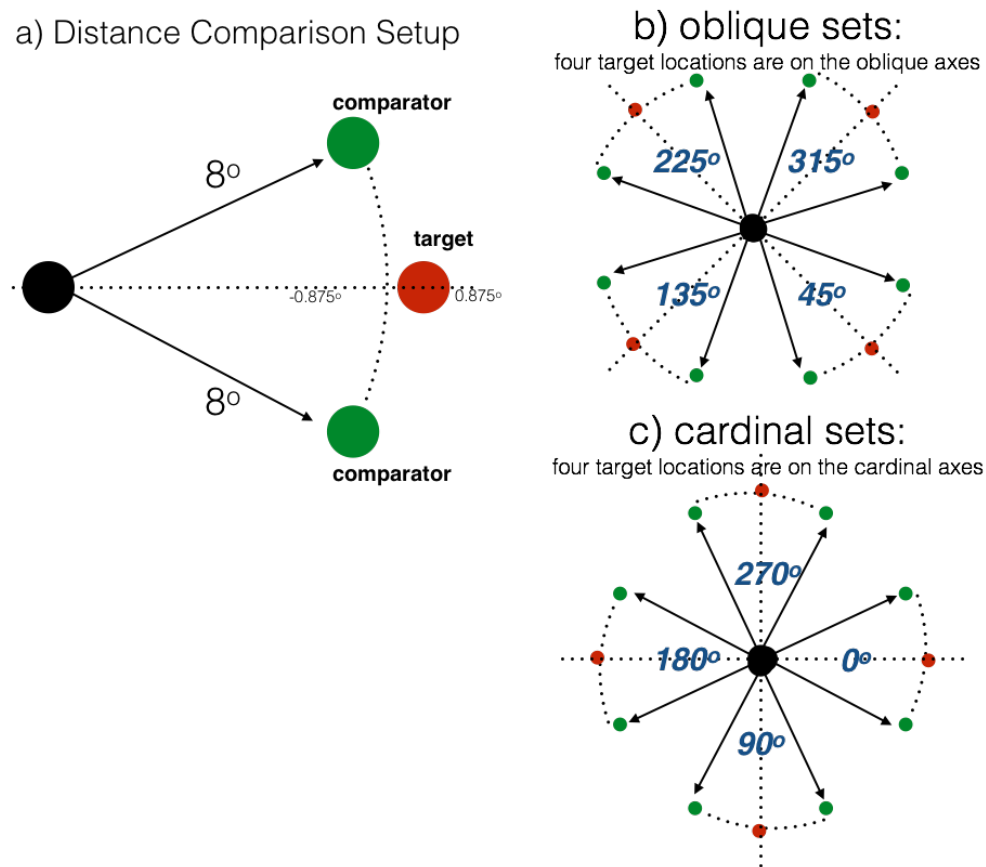 a) Distance Comparison Setup
comparator
8º
target
-0.875º
0.875º
8º
comparator
b) oblique sets:
four target locations are on the oblique axes
225º
315º
135º
45º
c) cardinal sets:
four target locations are on the cardinal axes
270º
180º
0º
90º